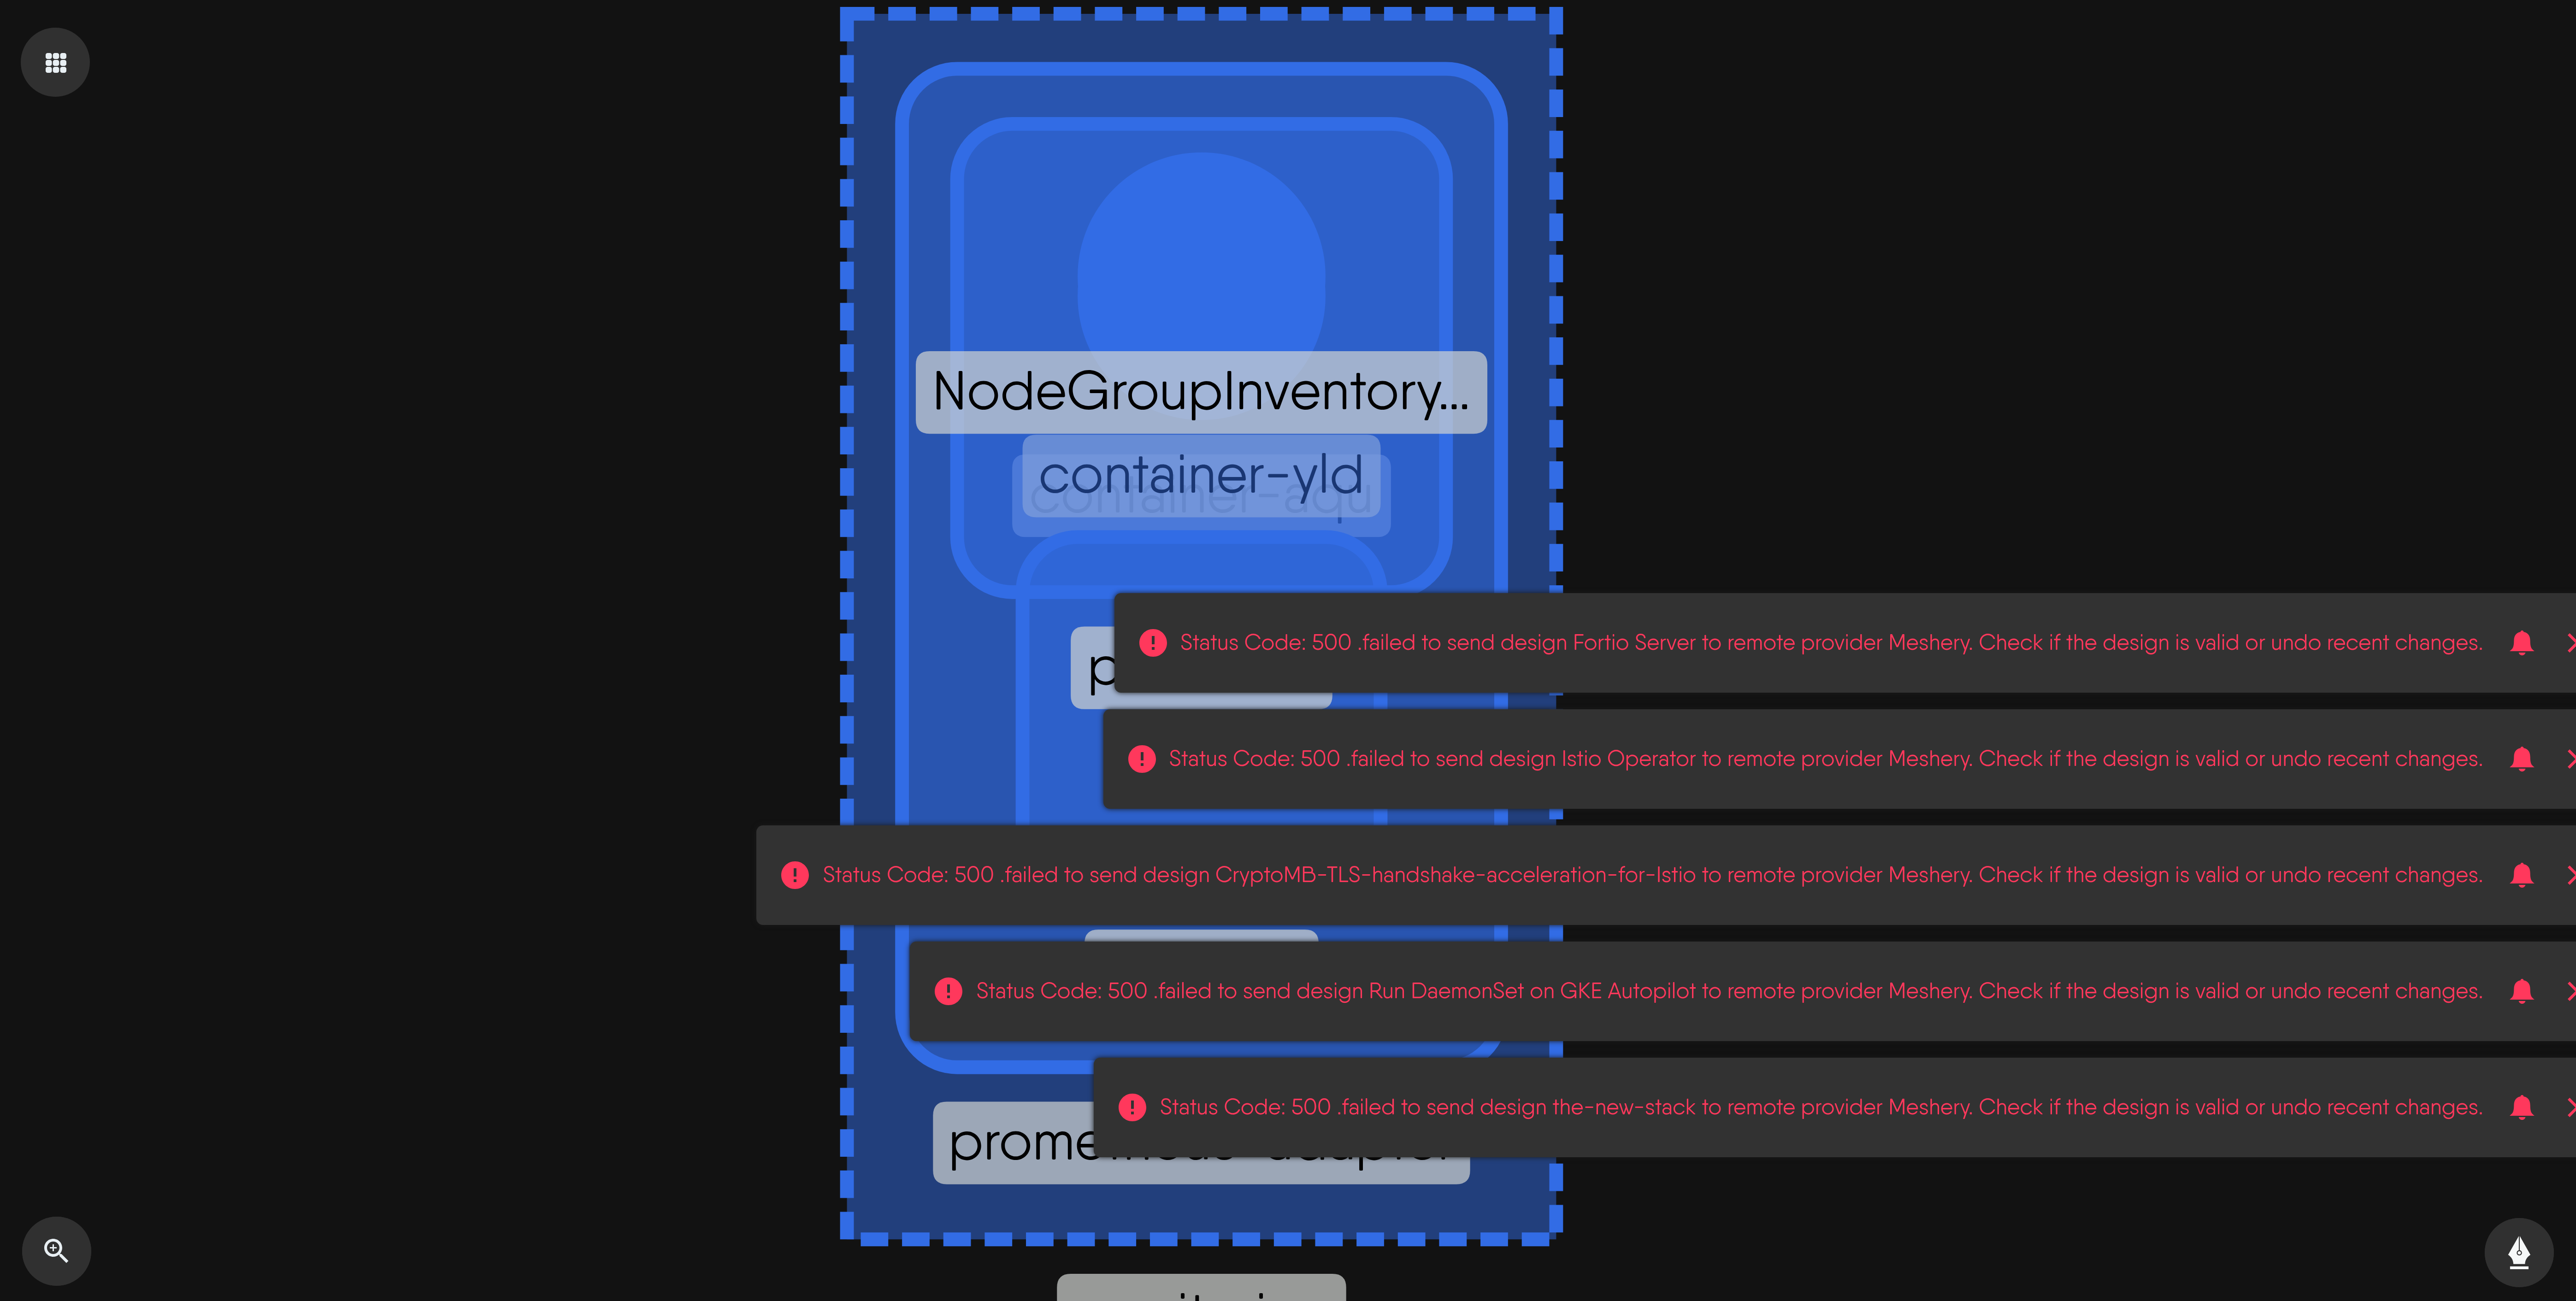 NodeGroupInventory...
container-yld
container-aqu
p
Status Code: 500 .failed to send design Fortio Server to remote provider Meshery. Check if the design is valid or undo recent changes.
Status Code: 500 .failed to send design Istio Operator to remote provider Meshery. Check if the design is valid or undo recent changes.
Status Code: 500 .failed to send design CryptoMB-TLS-handshake-acceleration-for-Istio to remote provider Meshery. Check if the design is valid or undo recent changes.
Status Code: 500 .failed to send design Run DaemonSet on GKE Autopilot to remote provider Meshery. Check if the design is valid or undo recent changes.
Status Code: 500 .failed to send design the-new-stack to remote provider Meshery. Check if the design is valid or undo recent changes.
prometheus-adapter